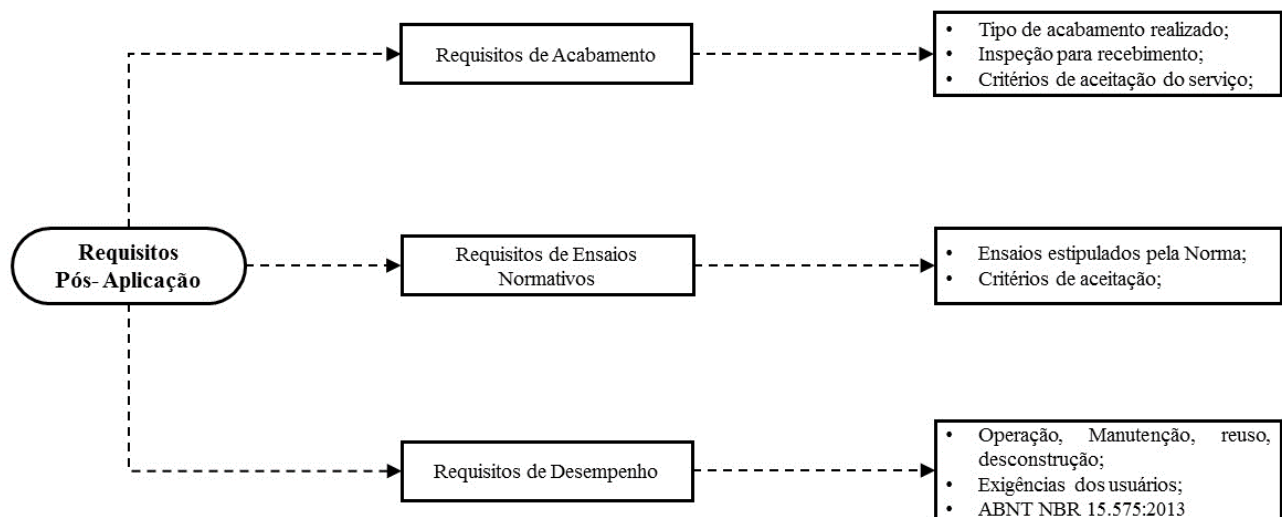 Requisitos de Acabamento
• Tipo de acabamento realizado;
• Inspeção para recebimento;
• Critérios de aceitação do serviço;
Requisitos
Pós- Aplicação
Requisitos de Ensaios
Normativos
• Ensaios estipulados pela Norma;
• Critérios de aceitação;
Requisitos de Desempenho
• Operação, Manutenção, reuso,
desconstrução;
• Exigências dos usuários;
• ABNT NBR 15.575:2013